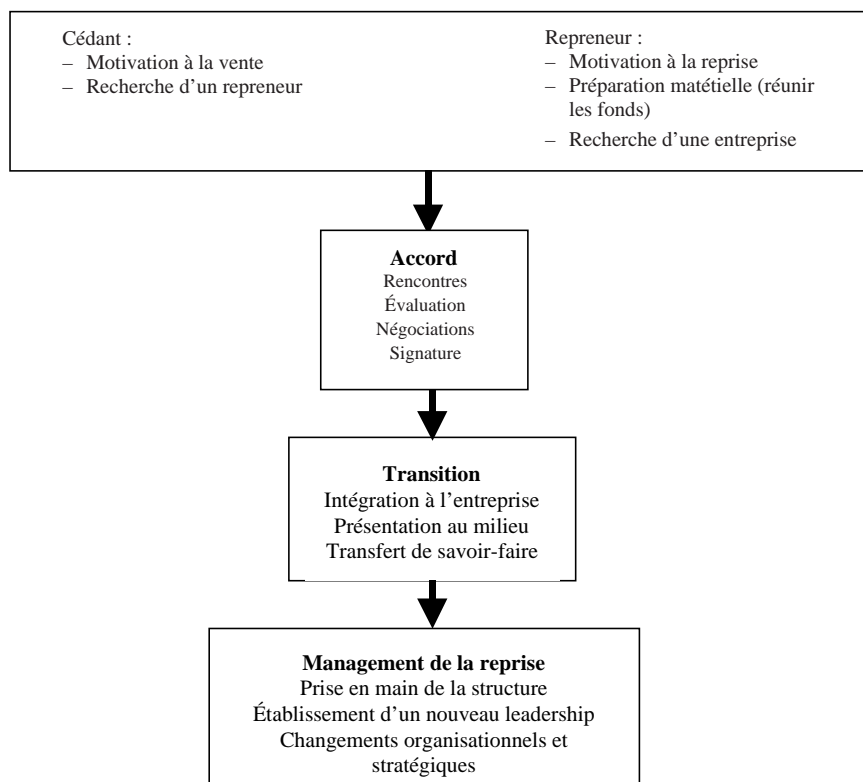 Cédant :
– Motivation à la vente
– Recherche d’un repreneur
Repreneur :
– Motivation à la reprise
– Préparation matétielle (réunir
les fonds)
– Recherche d’une entreprise
Accord
Rencontres
Évaluation
Négociations
Signature
Transition
Intégration à l’entreprise
Présentation au milieu
Transfert de savoir-faire
Management de la reprise
Prise en main de la structure
Établissement d’un nouveau leadership
Changements organisationnels et
stratégiques